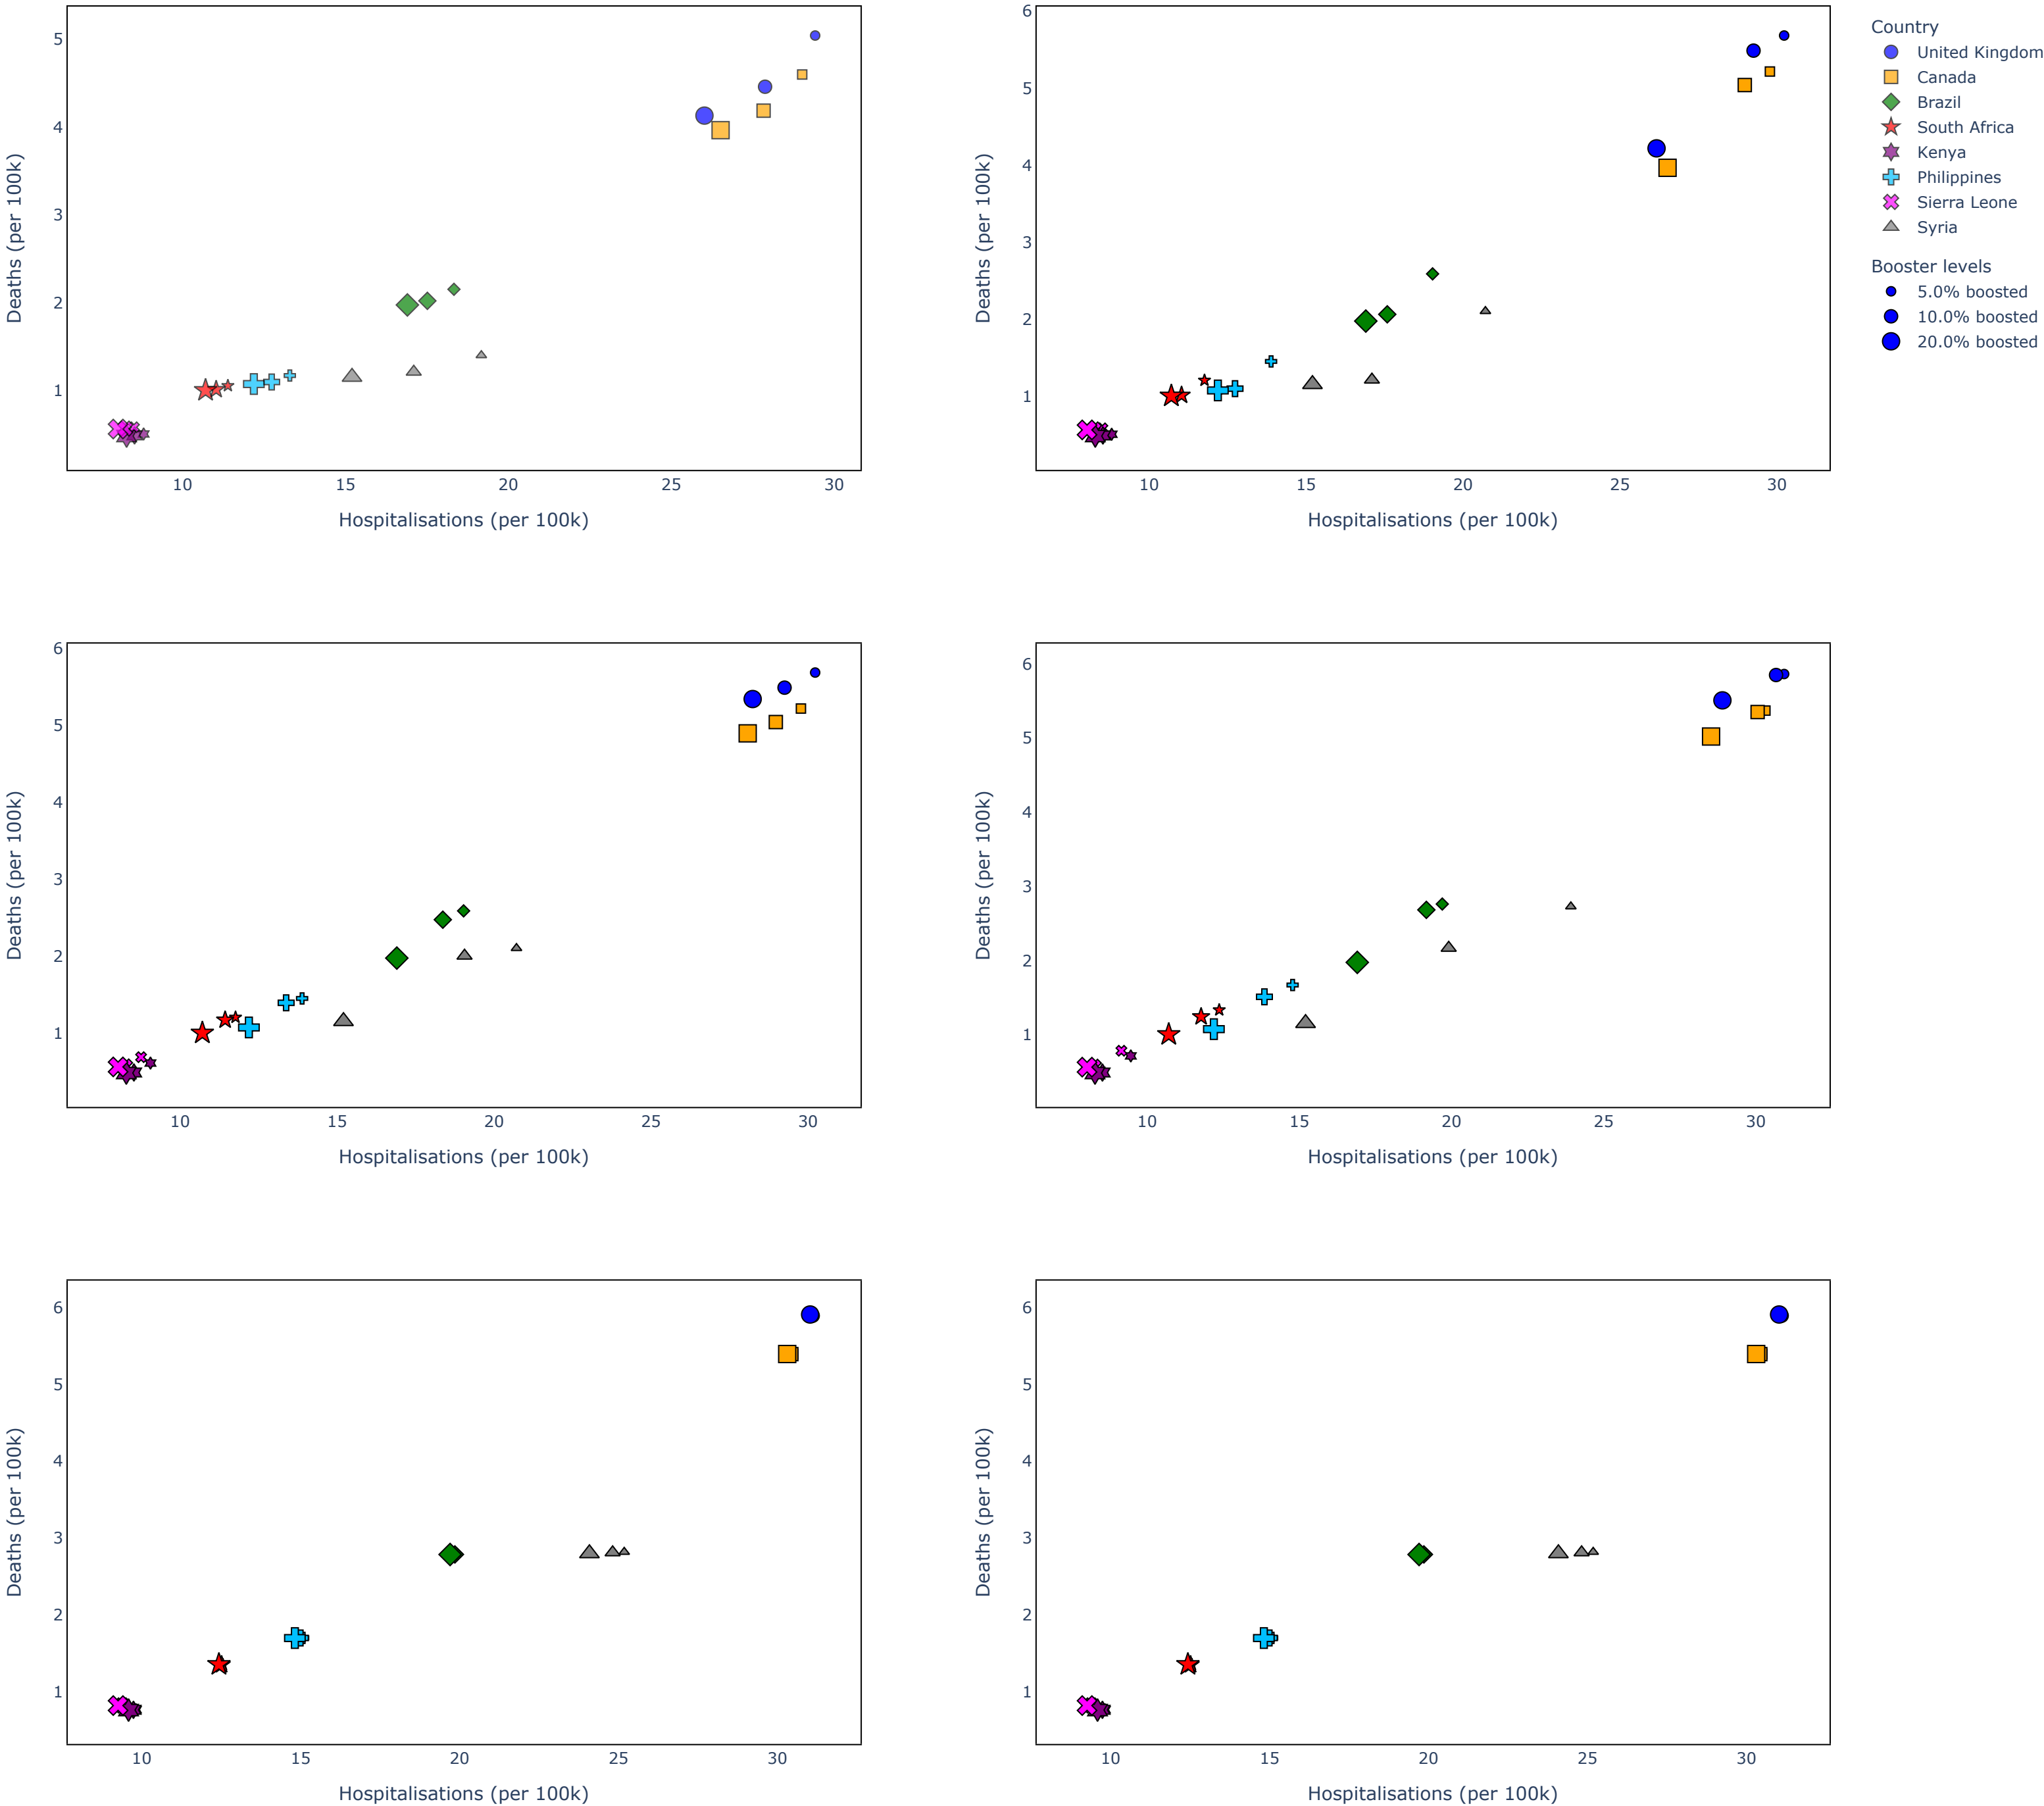 5
4
3
2
1
Deaths (per 100k)
10 15 20 25 30
Hospitalisations (per 100k)
6
5
4
3
2
1
Deaths (per 100k)
10 15 20 25 30
Hospitalisations (per 100k)
Country
United Kingdom
Canada
Brazil
South Africa
Kenya
Philippines
Sierra Leone
Syria
Booster levels
5.0% boosted
10.0% boosted
20.0% boosted
6
5
4
3
2
1
Deaths (per 100k)
10 15 20 25 30
Hospitalisations (per 100k)
6
5
4
3
2
1
Deaths (per 100k)
10 15 20 25 30
Hospitalisations (per 100k)
6
5
4
3
2
1
Deaths (per 100k)
10 15 20 25 30
Hospitalisations (per 100k)
6
5
4
3
2
1
Deaths (per 100k)
10 15 20 25 30
Hospitalisations (per 100k)